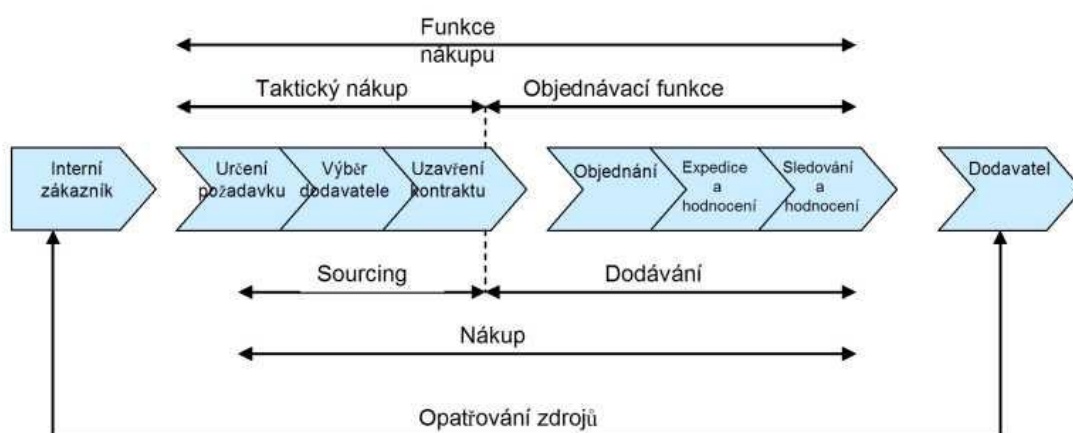 Funkce
nákupu
Taktický nákup
Objednávací funkce
Interní
zákazník
Určení
požadavku
Výběr
dodavatele
Uzavření
kontraktu
Objednání
Expedice
a
hodnocení
Sledování
a
hodnocení
Dodavatel
Sourcing
Dodávání
Nákup
Opatřování zdrojů